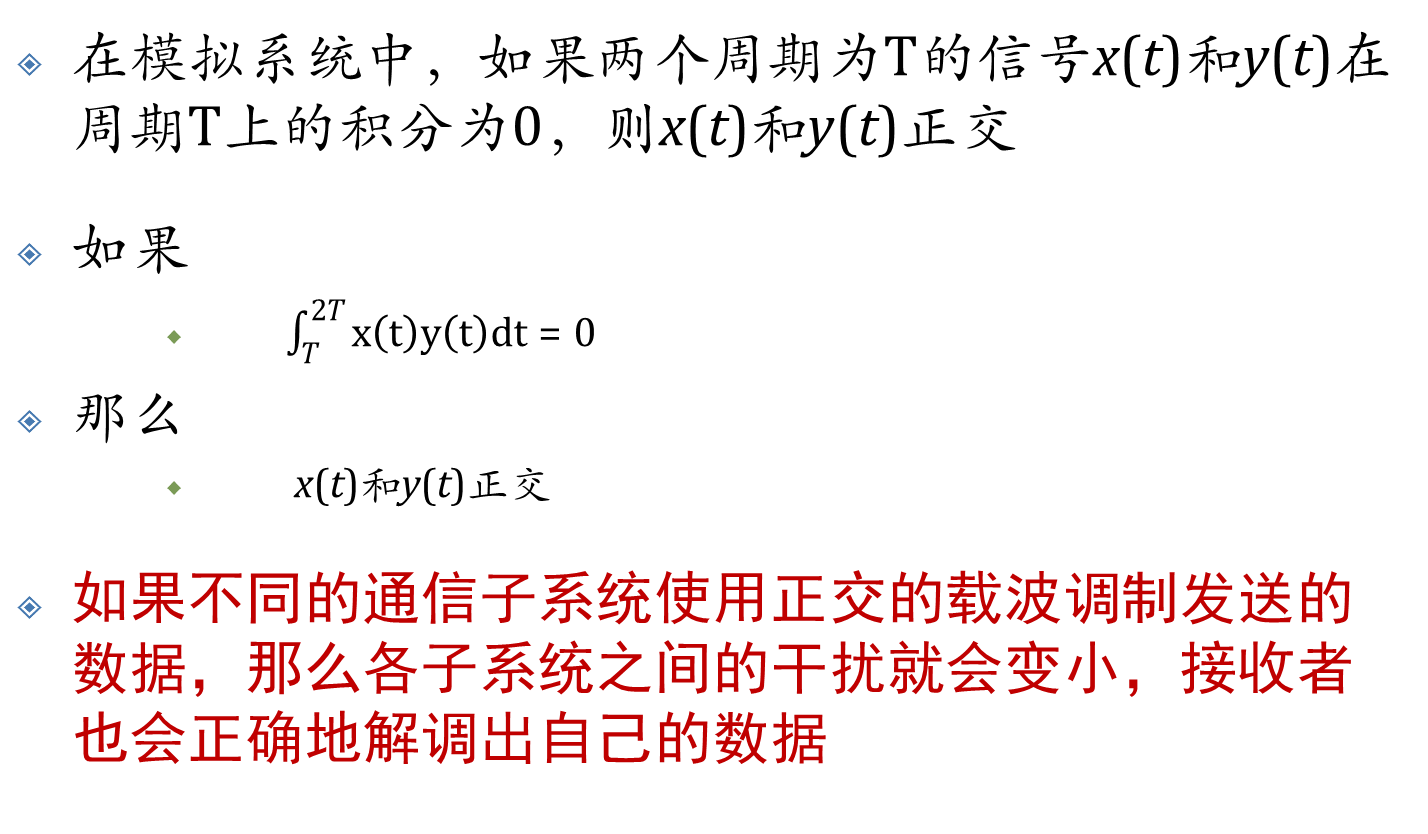 在模拟系统中，如果两个周期为T的信号x(t)和y(t)在
周期T上的积分为0，则x(t)和y(t)正交
如果
∫_T^{2T} x(t)y(t)dt = 0
那么
x(t)和y(t)正交
如果不同的通信子系统使用正交的载波调制发送的
数据，那么各子系统之间的干扰就会变小，接收者
也会正确地解调出自己的数据